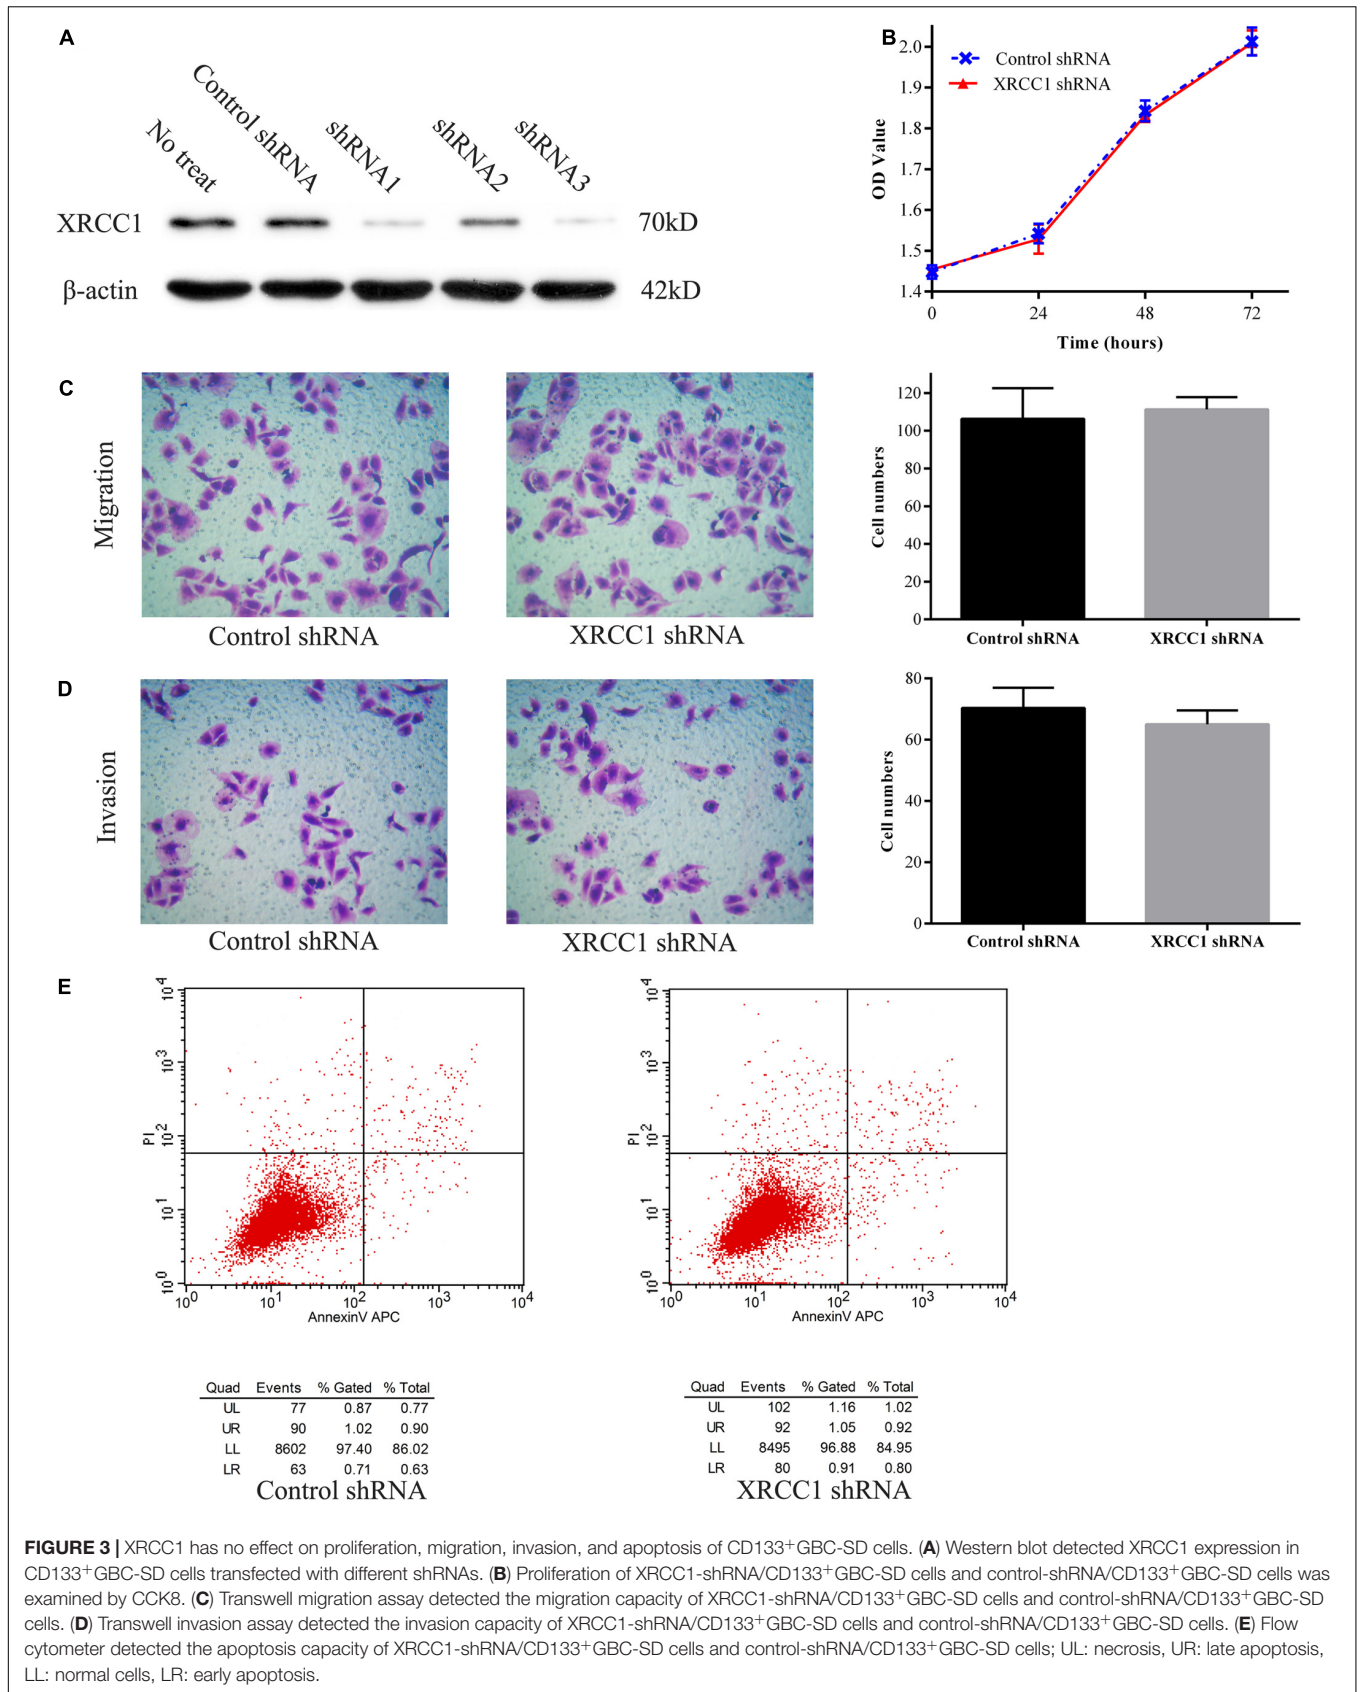 A
No treat
Control shRNA
shRNA1
shRNA2
shRNA3
XRCC1
70kD
β-actin
42kD
B
Control shRNA
XRCC1 shRNA
OD Value
2.0
1.9
1.8
1.7
1.6
1.5
1.4
0
24
48
72
Time (hours)
C
Migration
Control shRNA
XRCC1 shRNA
Cell numbers
120
100
80
60
40
20
0
Control shRNA
XRCC1 shRNA
D
Invasion
Control shRNA
XRCC1 shRNA
Cell numbers
80
60
40
20
0
Control shRNA
XRCC1 shRNA
E
PI
10^4
10^3
10^2
10^1
10^0
10^0 10^1 10^2 10^3 10^4
AnnexinV APC
PI
10^4
10^3
10^2
10^1
10^0
10^0 10^1 10^2 10^3 10^4
AnnexinV APC
Quad Events % Gated % Total
UL 77 0.87 0.77
UR 90 1.02 0.90
LL 8602 97.40 86.02
LR 63 0.71 0.63
Control shRNA
Quad Events % Gated % Total
UL 102 1.16 1.02
UR 92 1.05 0.92
LL 8495 96.88 84.95
LR 80 0.91 0.80
XRCC1 shRNA
FIGURE 3 | XRCC1 has no effect on proliferation, migration, invasion, and apoptosis of CD133+GBC-SD cells. (A) Western blot detected XRCC1 expression in
CD133+GBC-SD cells transfected with different shRNAs. (B) Proliferation of XRCC1-shRNA/CD133+GBC-SD cells and control-shRNA/CD133+GBC-SD cells was
examined by CCK8. (C) Transwell migration assay detected the migration capacity of XRCC1-shRNA/CD133+GBC-SD cells and control-shRNA/CD133+GBC-SD
cells. (D) Transwell invasion assay detected the invasion capacity of XRCC1-shRNA/CD133+GBC-SD cells and control-shRNA/CD133+GBC-SD cells. (E) Flow
cytometer detected the apoptosis capacity of XRCC1-shRNA/CD133+GBC-SD cells and control-shRNA/CD133+GBC-SD cells; UL: necrosis, UR: late apoptosis,
LL: normal cells, LR: early apoptosis.